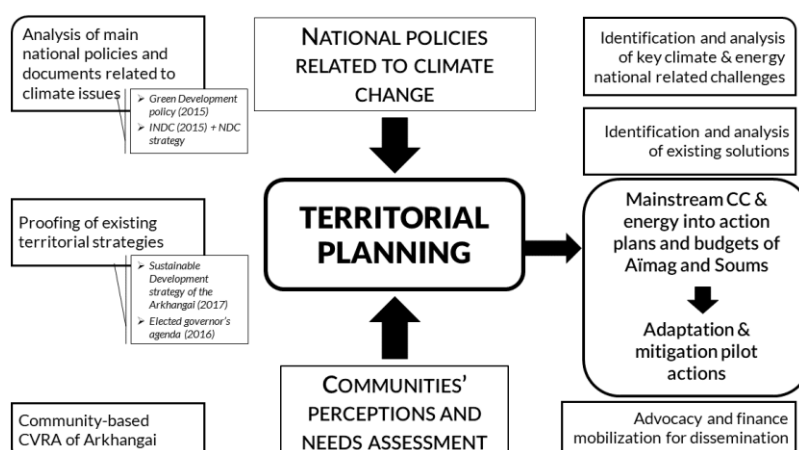 Analysis of main
national policies and
documents related to
climate issues
➢ Green Development
policy (2015)
➢ INDC (2015) + NDC
strategy
NATIONAL POLICIES
RELATED TO CLIMATE
CHANGE
Identification and analysis
of key climate & energy
national related challenges
Identification and analysis
of existing solutions
Proofing of existing
territorial strategies
➢ Sustainable
Development
strategy of the
Arkhangai (2017)
➢ Elected governor's
agenda (2016)
TERRITORIAL
PLANNING
Mainstream CC &
energy into action
plans and budgets of
Aïmag and Soums
Adaptation &
mitigation pilot
actions
Community-based
CVRA of Arkhangai
COMMUNITIES'
PERCEPTIONS AND
NEEDS ASSESSMENT
Advocacy and finance
mobilization for dissemination